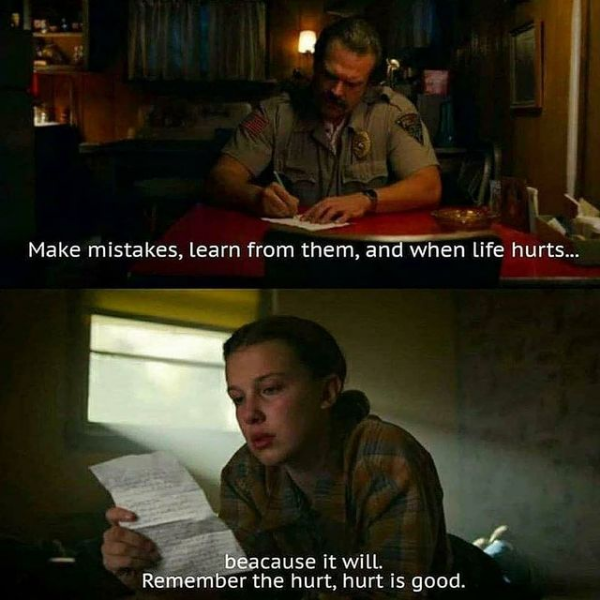 Make mistakes, learn from them, and when life hurts...
beacause it will.
Remember the hurt, hurt is good.